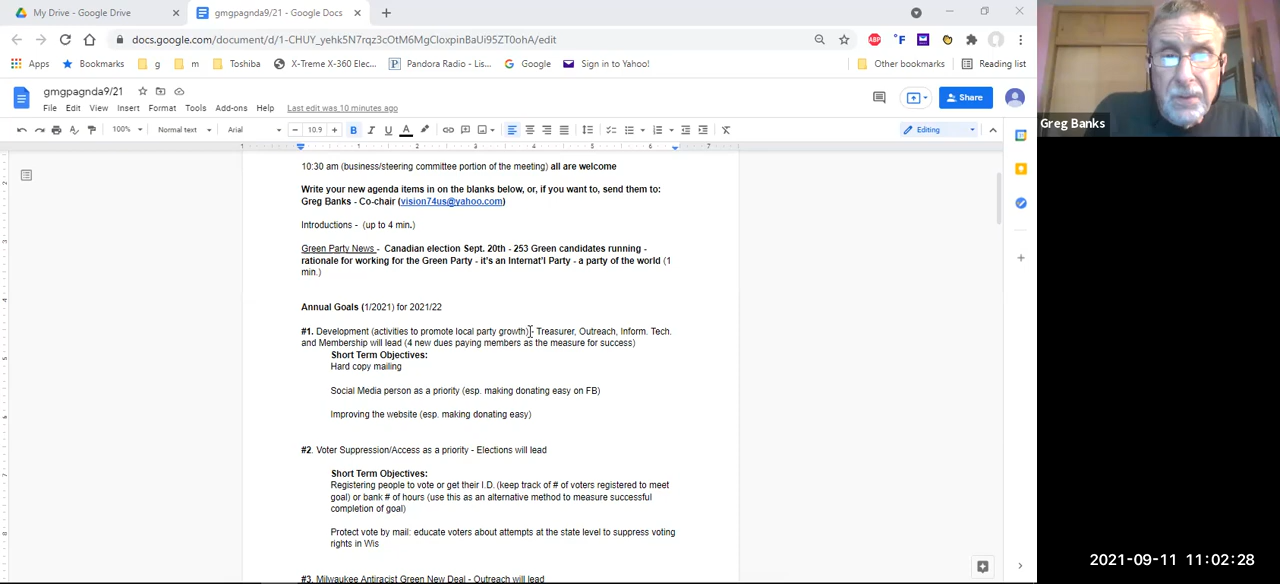 My Drive - Google Drive
gmgpagnda9/21 - Google Docs
docs.google.com/document/d/1-CHUY_yehk5N7rqz3cOtM6MgCloxpinBaUi95ZT0ohA/edit
Apps
Bookmarks
g
m
Toshiba
X-Treme X-360 Elec...
Pandora Radio - Lis...
Google
Sign in to Yahoo!
Other bookmarks
Reading list
gmgpagnda9/21
File Edit View Insert Format Tools Add-ons Help Last edit was 10 minutes ago
Share
100% Normal text Arial 10.9 B I U A Editing
10:30 am (business/steering committee portion of the meeting) all are welcome
Write your new agenda items in on the blanks below, or, if you want to, send them to:
Greg Banks - Co-chair (vision74us@yahoo.com)
Introductions - (up to 4 min.)
Green Party News - Canadian election Sept. 20th - 253 Green candidates running -
rationale for working for the Green Party - it's an Internat'l Party - a party of the world (1
min.)
Annual Goals (1/2021) for 2021/22
#1. Development (activities to promote local party growth) - Treasurer, Outreach, Inform. Tech.
and Membership will lead (4 new dues paying members as the measure for success)
Short Term Objectives:
Hard copy mailing
Social Media person as a priority (esp. making donating easy on FB)
Improving the website (esp. making donating easy)
#2. Voter Suppression/Access as a priority - Elections will lead
Short Term Objectives:
Registering people to vote or get their I.D. (keep track of # of voters registered to meet
goal) or bank # of hours (use this as an alternative method to measure successful
completion of goal)
Protect vote by mail: educate voters about attempts at the state level to suppress voting
rights in Wis
#3. Milwaukee Antiracist Green New Deal - Outreach will lead
Greg Banks
2021-09-11 11:02:28